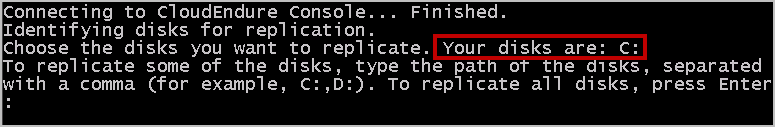 Connecting to CloudEndure Console... Finished.
Identifying disks for replication.
Choose the disks you want to replicate. Your disks are: C:
To replicate some of the disks, type the path of the disks, separated
with a comma (for example, C:,D:). To replicate all disks, press Enter
: